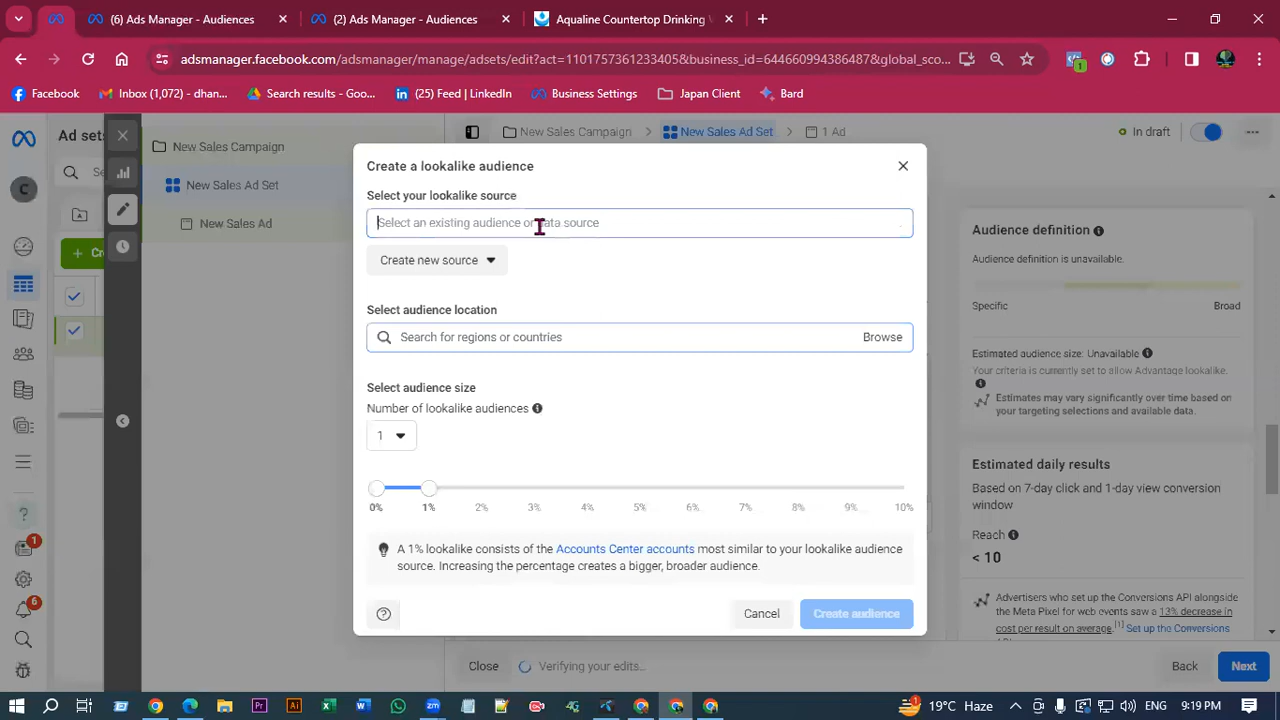 (6) Ads Manager - Audiences
(2) Ads Manager - Audiences
Aqualine Countertop Drinking
adsmanager.facebook.com/adsmanager/manage/adsets/edit?act=1101757361233405&business_id=644660994386487&global_sco...
1
Facebook
Inbox (1,072) - dhan...
Search results - Goo...
(25) Feed | LinkedIn
Business Settings
Japan Client
Bard
Ad sets
New Sales Campaign
New Sales Ad Set
New Sales Ad
New Sales Campaign
New Sales Ad Set
1 Ad
In draft
C
Create a lookalike audience
Select your lookalike source
Select an existing audience or data source
Create new source
Select audience location
Search for regions or countries
Browse
Select audience size
Number of lookalike audiences
1
0% 1% 2% 3% 4% 5% 6% 7% 8% 9% 10%
A 1% lookalike consists of the Accounts Center accounts most similar to your lookalike audience
source. Increasing the percentage creates a bigger, broader audience.
Cancel
Create audience
Audience definition
Audience definition is unavailable.
Specific
Broad
Estimated audience size: Unavailable
Your criteria is currently set to allow Advantage lookalike.
Estimates may vary significantly over time based on
your targeting selections and available data.
Estimated daily results
Based on 7-day click and 1-day view conversion
window
Reach
< 10
Advertisers who set up the Conversions API alongside
the Meta Pixel for web events saw a 13% decrease in
cost per result on average.[1] Set up the Conversions
Close
Verifying your edits...
Back
Next
1
6
1
19°C Haze
9:19 PM